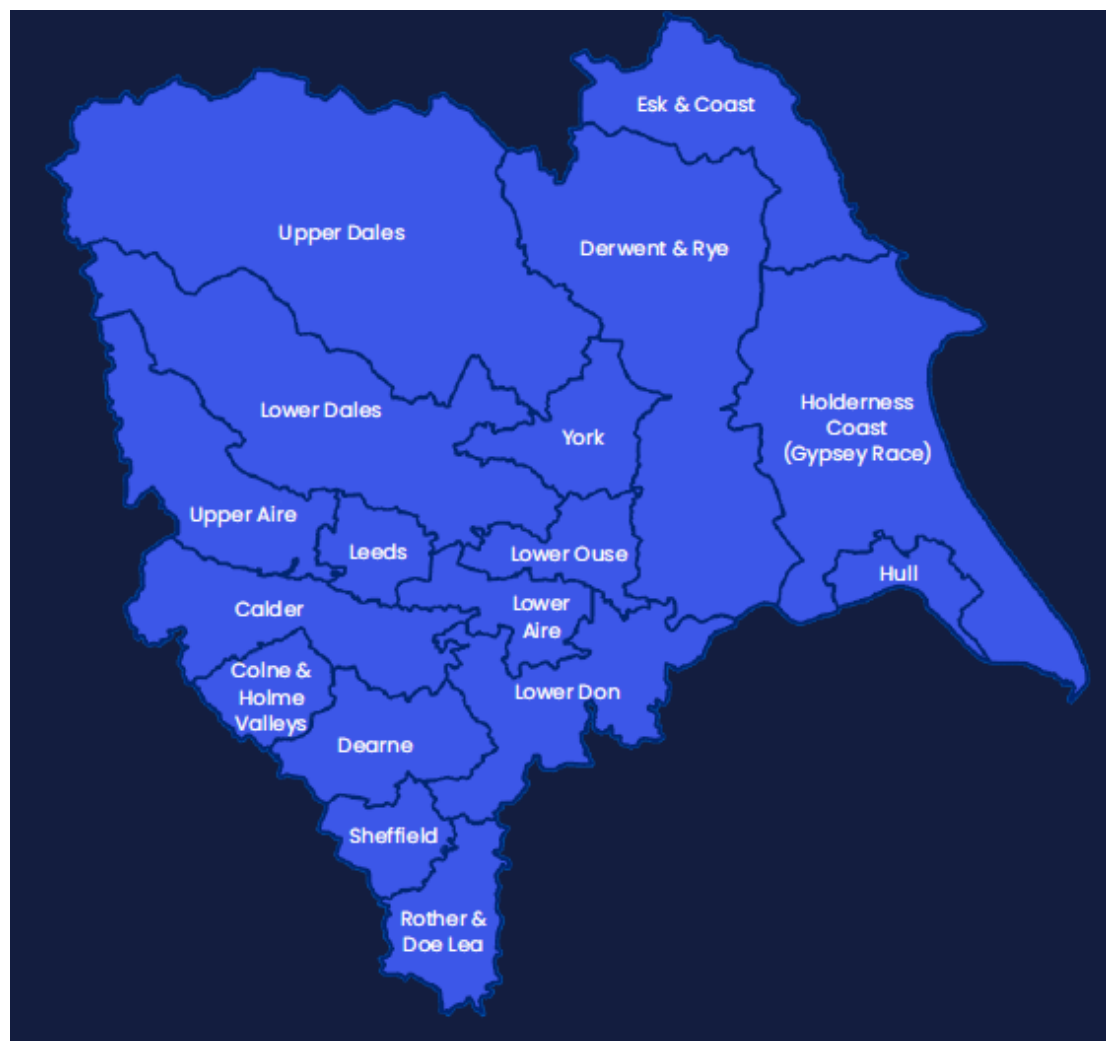 Esk & Coast
Upper Dales
Derwent & Rye
Lower Dales
Holderness
Coast
(Gypsey Race)
York
Upper Aire
Leeds
Lower Ouse
Hull
Calder
Lower
Aire
Colne &
Holme
Valleys
Lower Don
Dearne
Sheffield
Rother &
Doe Lea